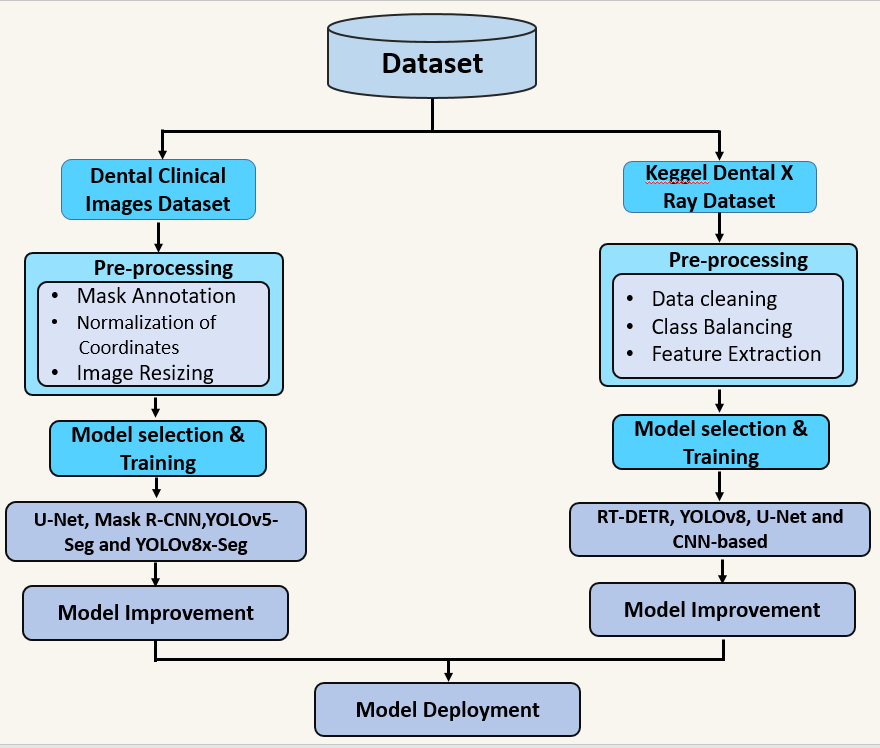 Dataset
Dental Clinical
Images Dataset
Pre-processing
• Mask Annotation
• Normalization of
Coordinates
• Image Resizing
Model selection &
Training
U-Net, Mask R-CNN,YOLOv5-
Seg and YOLOv8x-Seg
Model Improvement
Keggel Dental X
Ray Dataset
Pre-processing
• Data cleaning
• Class Balancing
• Feature Extraction
Model selection &
Training
RT-DETR, YOLOv8, U-Net and
CNN-based
Model Improvement
Model Deployment